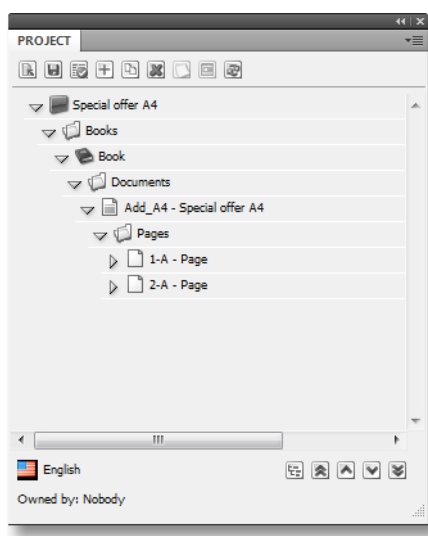 PROJECT
Special offer A4
Books
Book
Documents
Add_A4 - Special offer A4
Pages
1-A - Page
2-A - Page
English
Owned by: Nobody